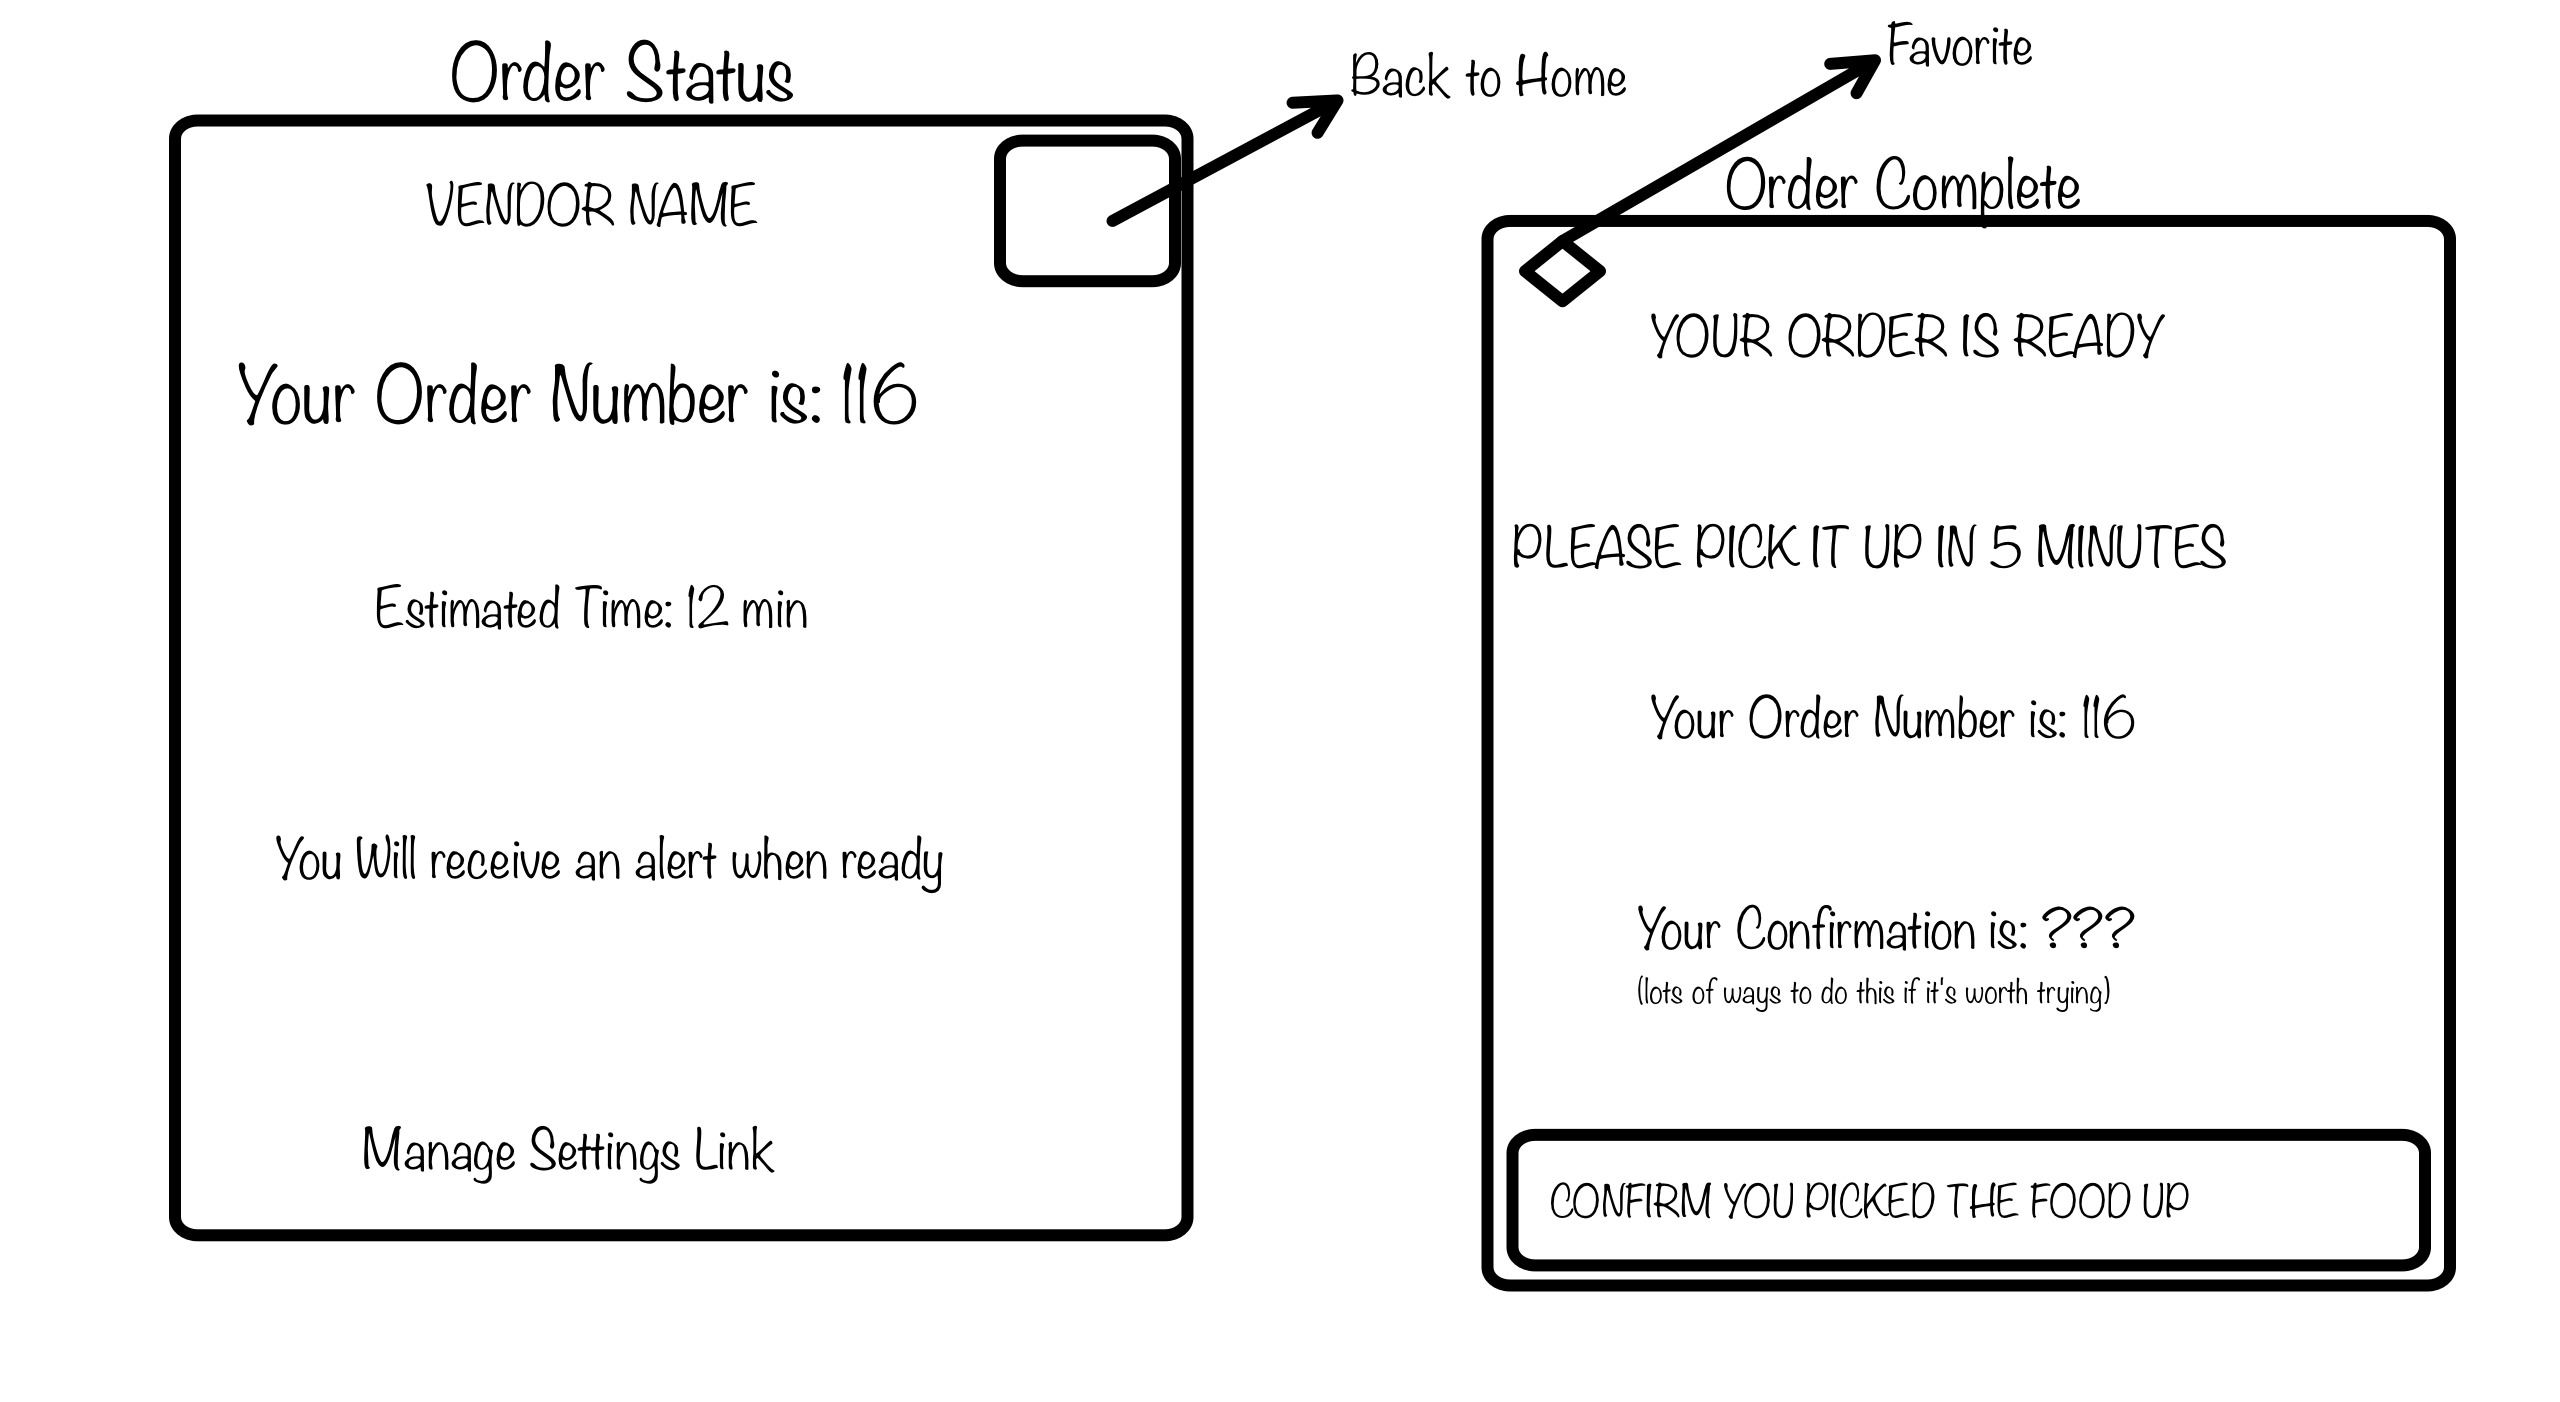 Order Status
VENDOR NAME
Your Order Number is: 116
Estimated Time: 12 min
You Will receive an alert when ready
Manage Settings Link
Back to Home
Favorite
Order Complete
YOUR ORDER IS READY
PLEASE PICK IT UP IN 5 MINUTES
Your Order Number is: 116
Your Confirmation is: ???
(lots of ways to do this if it's worth trying)
CONFIRM YOU PICKED THE FOOD UP